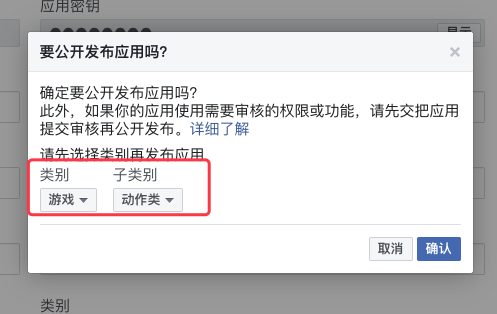 应用密钥
显示
要公开发布应用吗?
×
确定要公开发布应用吗?
此外，如果你的应用使用需要审核的权限或功能，请先交把应用
提交审核再公开发布。详细了解
请先选择类别再发布应用
类别 子类别
游戏 动作类
取消 确认
类别